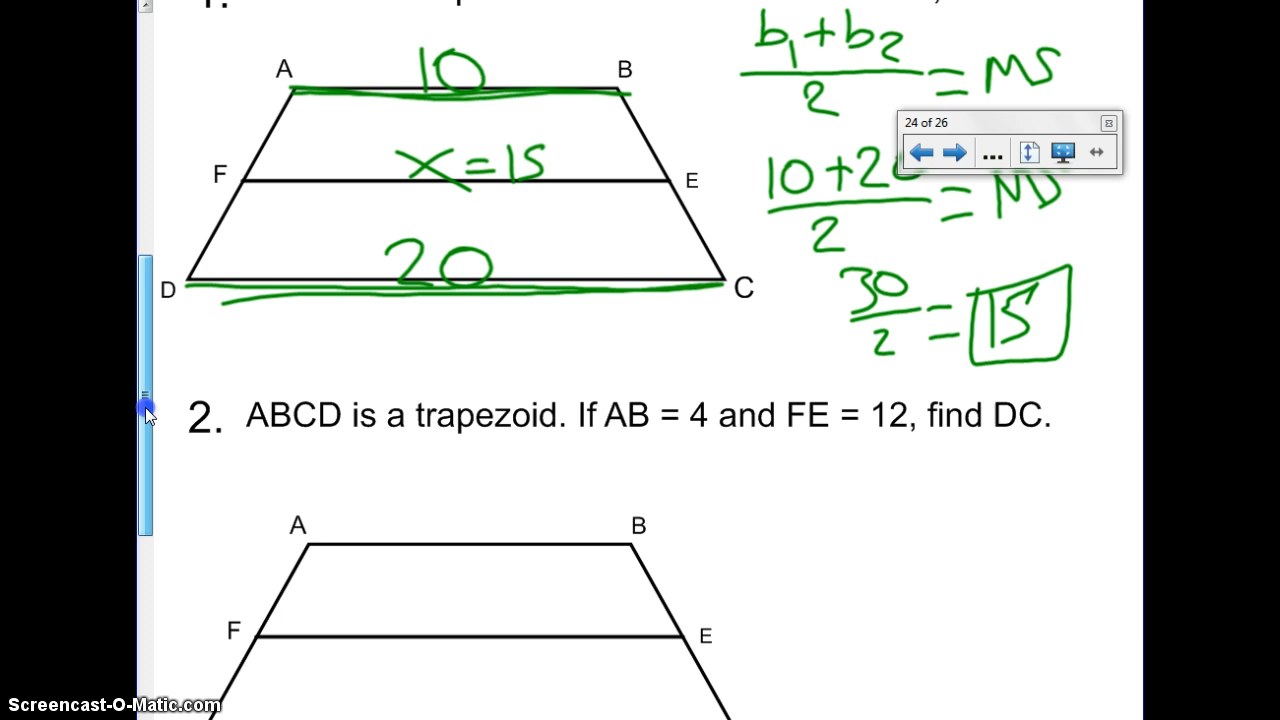 1.
b1+b2
2
= MS
A
10
B
24 of 26
F
x=15
E
10+20
2
= MS
D
20
C
30
2
= 15
2. ABCD is a trapezoid. If AB = 4 and FE = 12, find DC.
A
B
F
E
Screencast-O-Matic.com